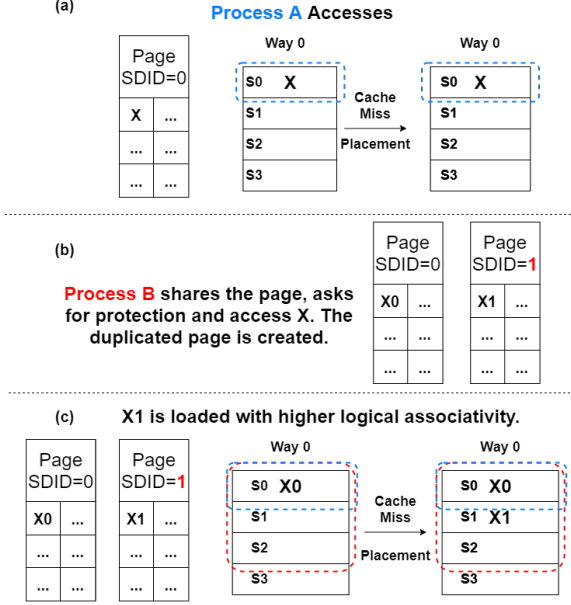 (a)
Process A Accesses
Page
SDID=0
X ...
... ...
... ...
Way 0
S0 X
S1
S2
S3
Cache
Miss
Placement
Way 0
S0 X
S1
S2
S3
(b)
Process B shares the page, asks
for protection and access X. The
duplicated page is created.
Page
SDID=0
X0 ...
... ...
... ...
Page
SDID=1
X1 ...
... ...
... ...
(c)
X1 is loaded with higher logical associativity.
Page
SDID=0
X0 ...
... ...
... ...
Page
SDID=1
X1 ...
... ...
... ...
Way 0
S0 X0
S1
S2
S3
Cache
Miss
Placement
Way 0
S0 X0
S1 X1
S2
S3